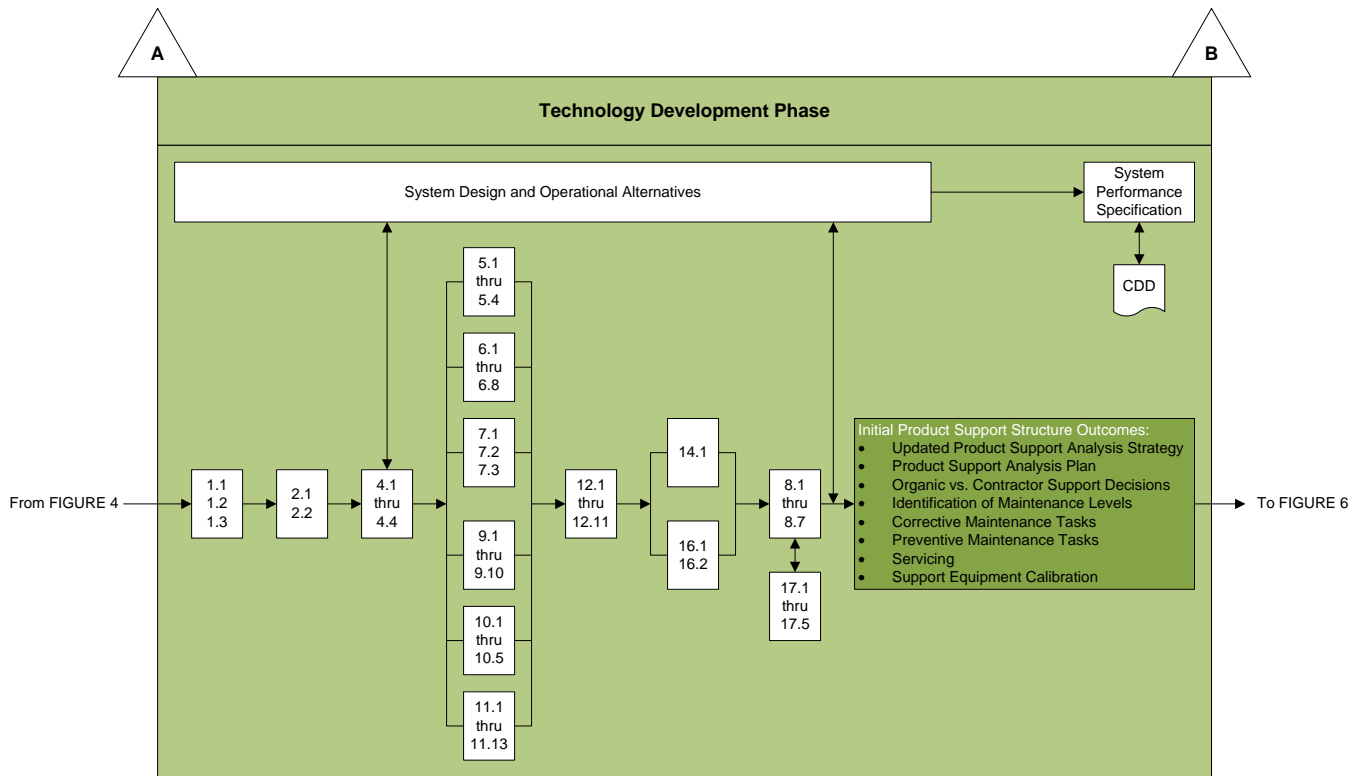 A
B
Technology Development Phase
System Design and Operational Alternatives
System
Performance
Specification
CDD
5.1
thru
5.4
6.1
thru
6.8
7.1
7.2
7.3
From FIGURE 4
1.1
1.2
1.3
2.1
2.2
4.1
thru
4.4
9.1
thru
9.10
10.1
thru
10.5
11.1
thru
11.13
12.1
thru
12.11
14.1
16.1
16.2
8.1
thru
8.7
17.1
thru
17.5
Initial Product Support Structure Outcomes:
• Updated Product Support Analysis Strategy
• Product Support Analysis Plan
• Organic vs. Contractor Support Decisions
• Identification of Maintenance Levels
• Corrective Maintenance Tasks
• Preventive Maintenance Tasks
• Servicing
• Support Equipment Calibration
To FIGURE 6